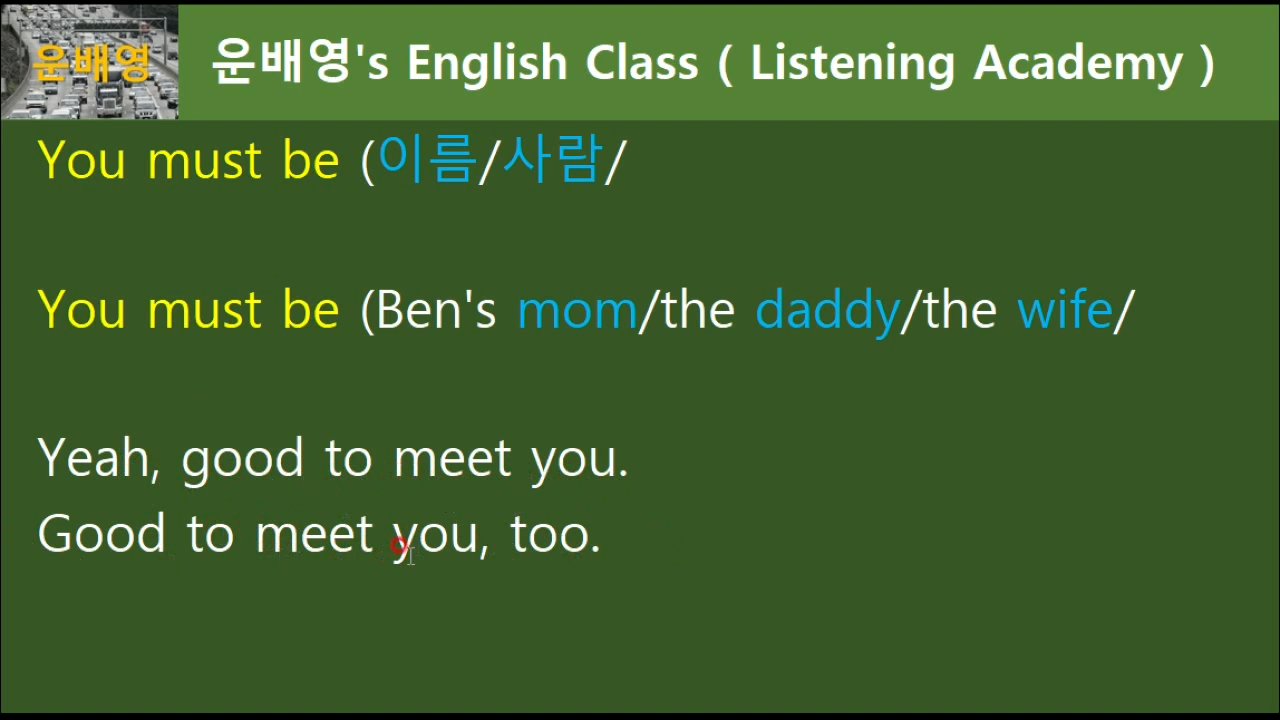 운배영
운배영's English Class ( Listening Academy )
You must be (이름/사람/
You must be (Ben's mom/the daddy/the wife/
Yeah, good to meet you.
Good to meet you, too.